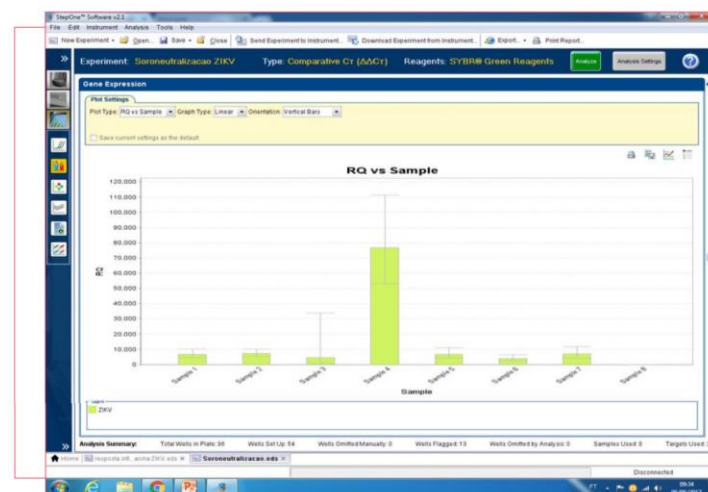 StepOne™ Software v2.1
File Edit Instrument Analysis Tools Help
New Experiment Open... Save Close Send Experiment to Instrument... Download Experiment from Instrument... Export... Print Report...
Experiment: Soroneutralizacao ZIKV Type: Comparative CT (ΔΔCT) Reagents: SYBR® Green Reagents Analyze Analysis Settings
Gene Expression
Plot Settings
Plot Type: RQ vs Sample Graph Type: Linear Orientation: Vertical Bars
Save current settings as the default
RQ vs Sample
120.000
110.000
100.000
90.000
80.000
70.000
60.000
50.000
40.000
30.000
20.000
10.000
0
RQ
Sample 1 Sample 2 Sample 3 Sample 4 Sample 5 Sample 6 Sample 7 Sample 8
Sample
Legend
ZIKV
Analysis Summary: Total Wells in Plate: 96 Wells Set Up: 54 Wells Omitted Manually: 0 Wells Flagged: 13 Wells Omitted by Analysis: 0 Samples Used: 8 Targets Used:
Home Soroneutralizacao.eds
Disconnected
PT 09:34